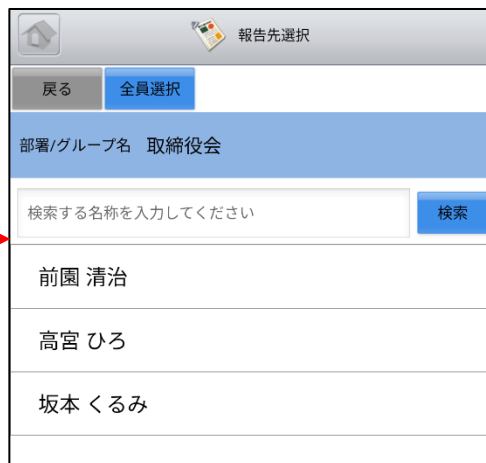 報告先選択
戻る 全員選択
部署/グループ名 取締役会
検索する名称を入力してください 検索
前園 清治
高宮 ひろ
坂本 くるみ